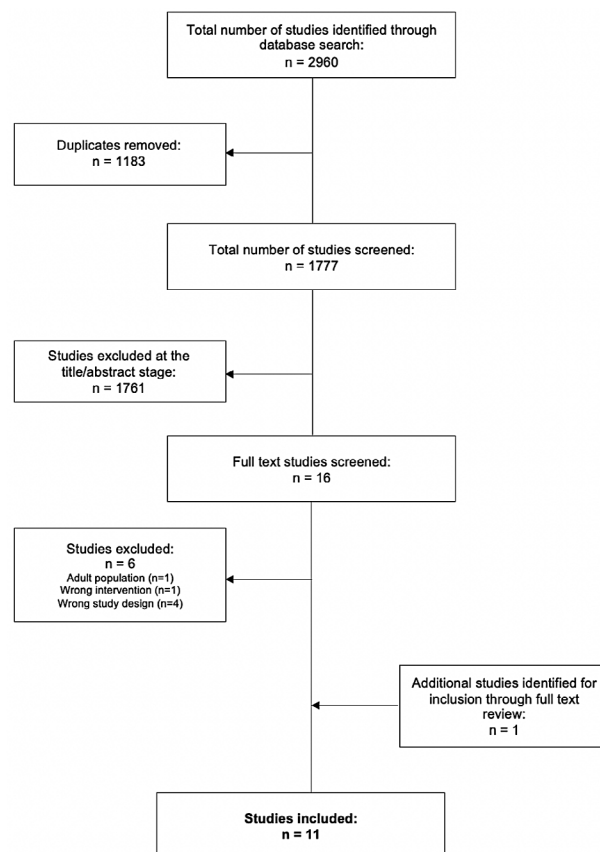 Total number of studies identified through
database search:
n = 2960
Duplicates removed:
n = 1183
Total number of studies screened:
n = 1777
Studies excluded at the
title/abstract stage:
n = 1761
Full text studies screened:
n = 16
Studies excluded:
n = 6
Adult population (n=1)
Wrong intervention (n=1)
Wrong study design (n=4)
Additional studies identified for
inclusion through full text
review:
n = 1
Studies included:
n = 11